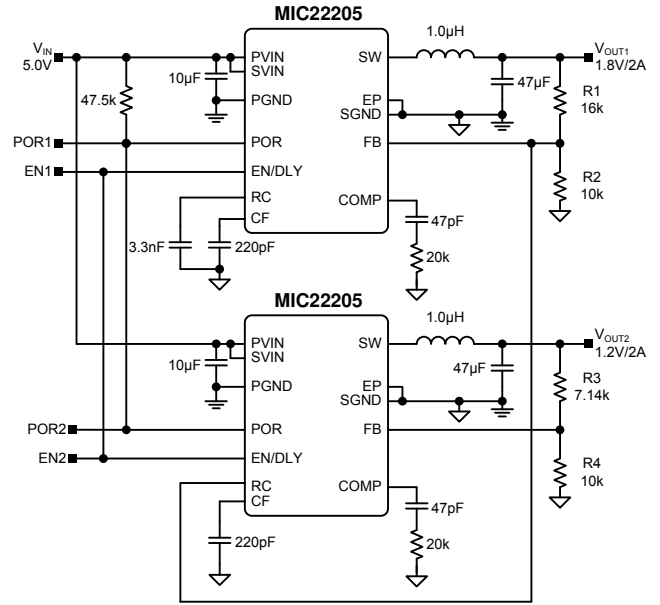 MIC22205
VIN
5.0V
PVIN
SVIN
SW
1.0µH
VOUT1
1.8V/2A
10µF
47µF
47.5k
PGND
EP
SGND
R1
16k
POR1
POR
FB
EN1
EN/DLY
R2
10k
RC
COMP
CF
47pF
3.3nF
220pF
20k
MIC22205
1.0µH
PVIN
SVIN
SW
VOUT2
1.2V/2A
10µF
47µF
PGND
EP
SGND
R3
7.14k
POR2
POR
FB
EN2
EN/DLY
R4
10k
RC
COMP
CF
47pF
220pF
20k